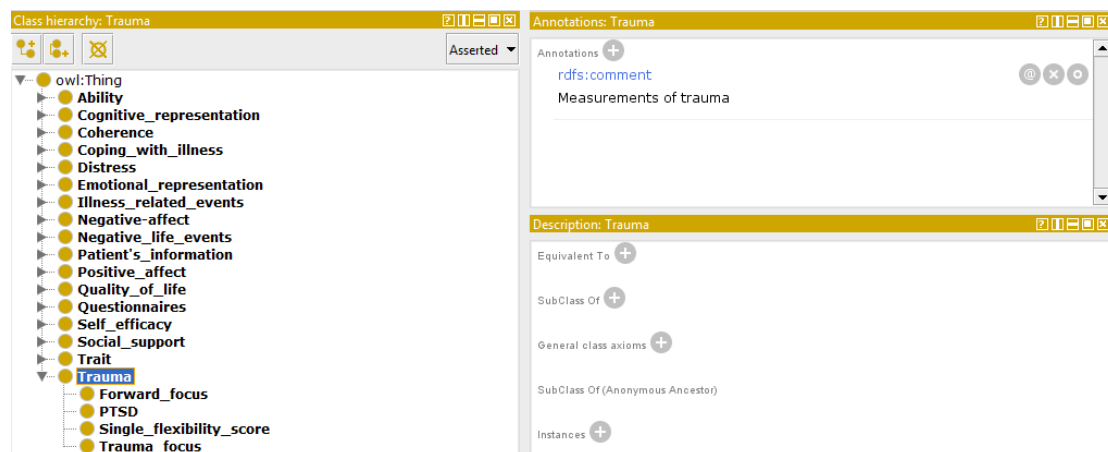 Class hierarchy: Trauma
Asserted
owl:Thing
Ability
Cognitive_representation
Coherence
Coping_with_illness
Distress
Emotional_representation
Illness_related_events
Negative-affect
Negative_life_events
Patient's_information
Positive_affect
Quality_of_life
Questionnaires
Self_efficacy
Social_support
Trait
Trauma
Forward_focus
PTSD
Single_flexibility_score
Trauma_focus
Annotations: Trauma
Annotations
rdfs:comment
Measurements of trauma
Description: Trauma
Equivalent To
SubClass Of
General class axioms
SubClass Of (Anonymous Ancestor)
Instances